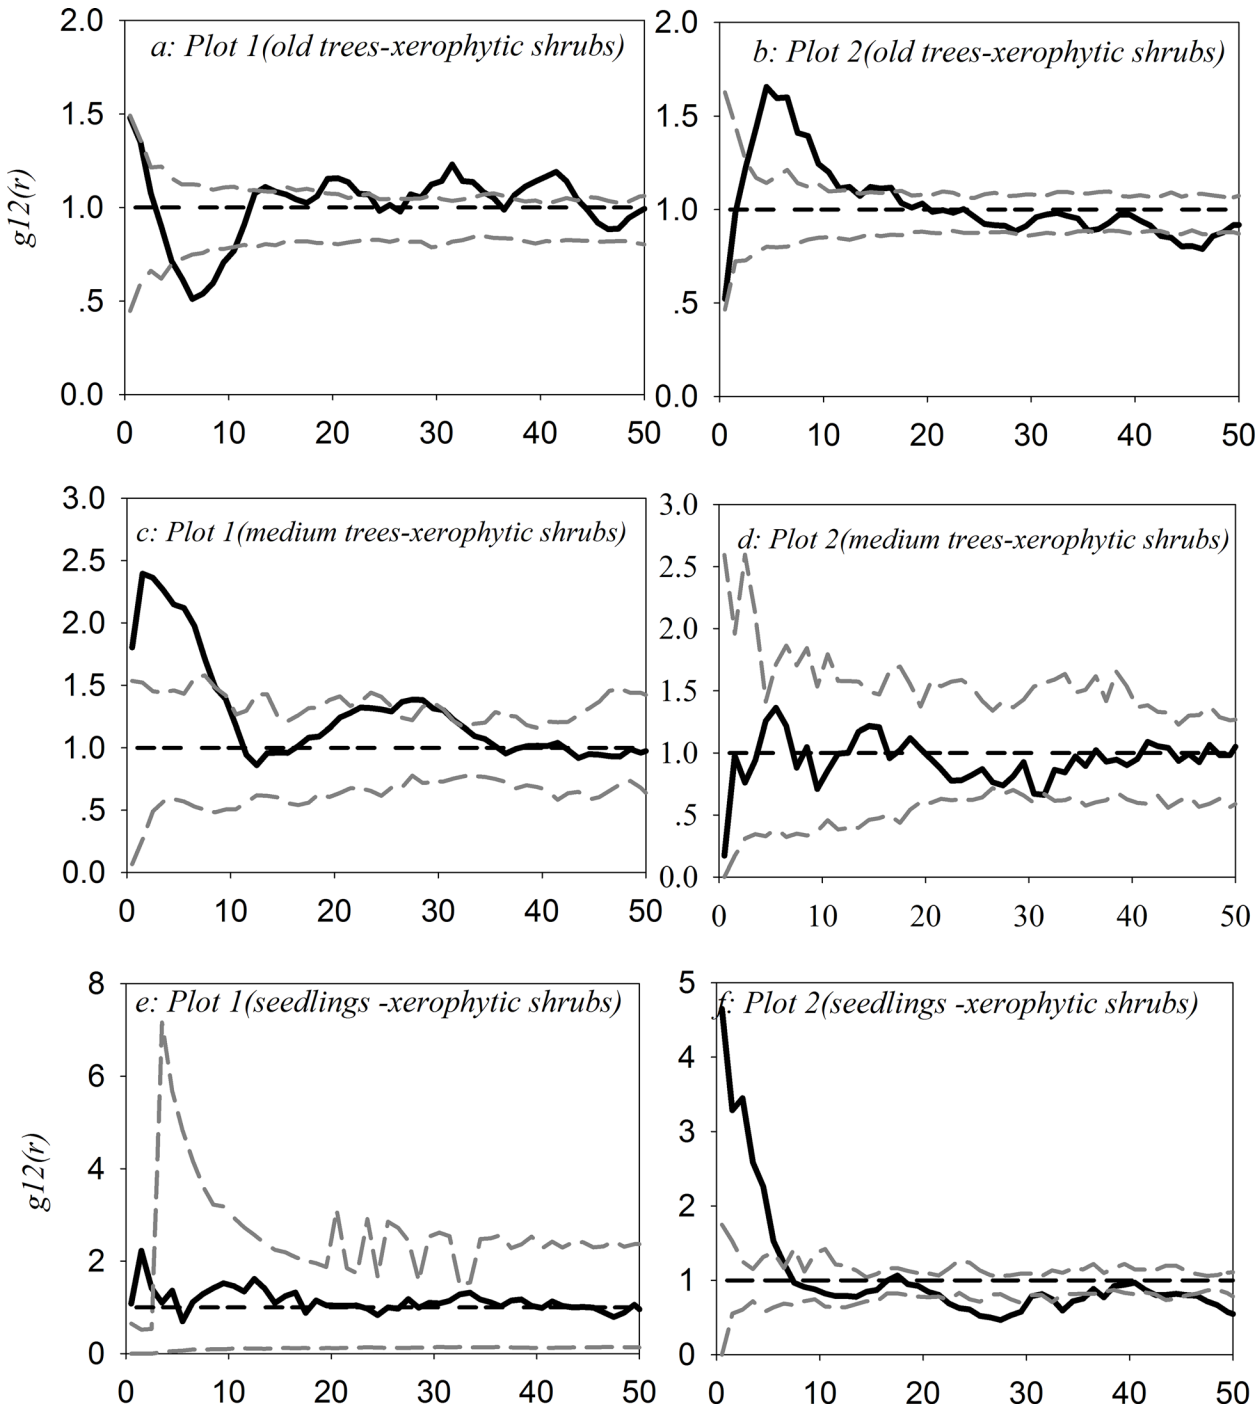 a: Plot 1(old trees-xerophytic shrubs)
b: Plot 2(old trees-xerophytic shrubs)
g12(r)
2.0
1.5
1.0
.5
0.0
0 10 20 30 40 50
2.0
1.5
1.0
.5
0.0
0 10 20 30 40 50
c: Plot 1(medium trees-xerophytic shrubs)
d: Plot 2(medium trees-xerophytic shrubs)
3.0
2.5
2.0
1.5
1.0
.5
0.0
0 10 20 30 40 50
3.0
2.5
2.0
1.5
1.0
.5
0.0
0 10 20 30 40 50
e: Plot 1(seedlings -xerophytic shrubs)
f: Plot 2(seedlings -xerophytic shrubs)
g12(r)
8
6
4
2
0
0 10 20 30 40 50
5
4
3
2
1
0
0 10 20 30 40 50